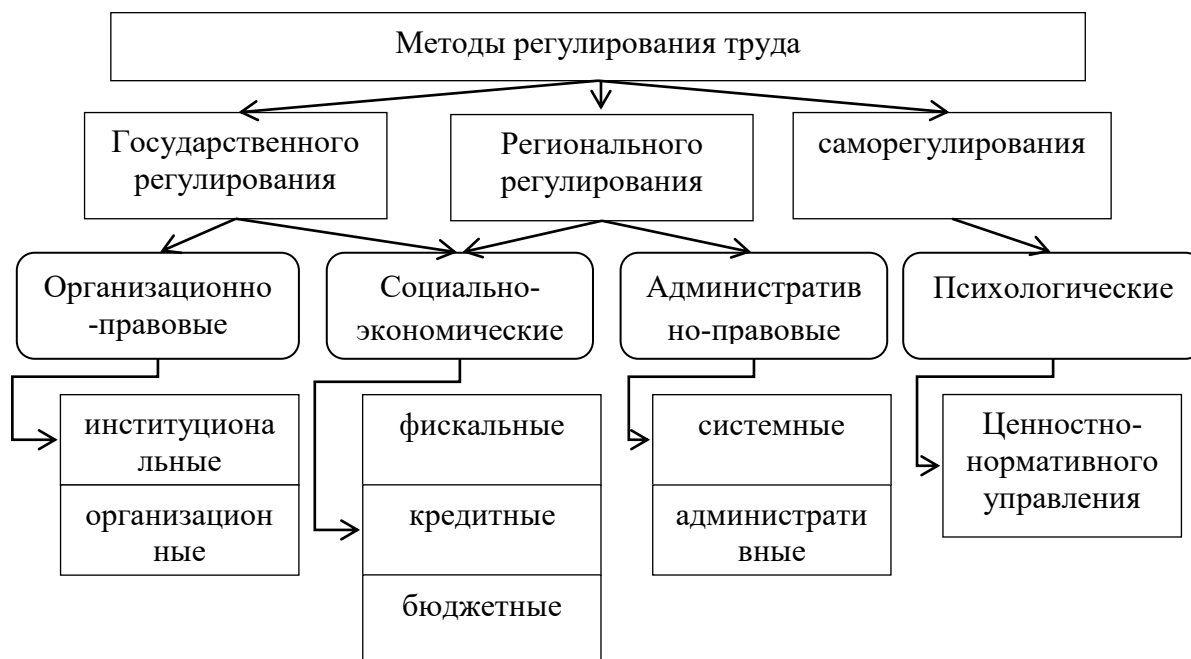 Методы регулирования труда
Государственного
регулирования
Регионального
регулирования
саморегулирования
Организационно
-правовые
Социально-
экономические
Административ
но-правовые
Психологические
институциона
льные
организацион
ные
фискальные
кредитные
бюджетные
системные
администрати
вные
Ценностно-
нормативного
управления